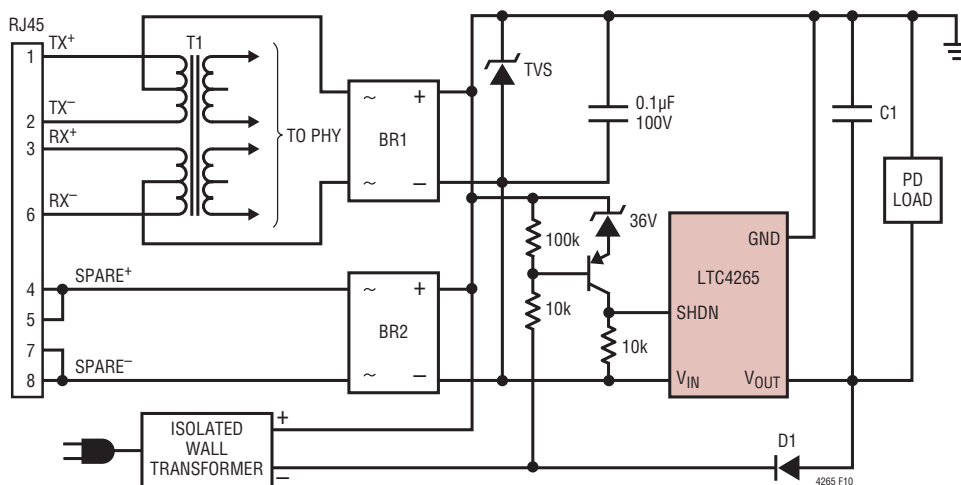 RJ45
1
TX+
T1
2
TX−
3
RX+
6
RX−
TO PHY
~
+
BR1
~
−
TVS
0.1µF
100V
C1
PD
LOAD
100k
36V
GND
LTC4265
SHDN
10k
10k
VIN
VOUT
4
SPARE+
5
7
8
SPARE−
~
+
BR2
~
−
ISOLATED
WALL
TRANSFORMER
+
−
D1
4265 F10